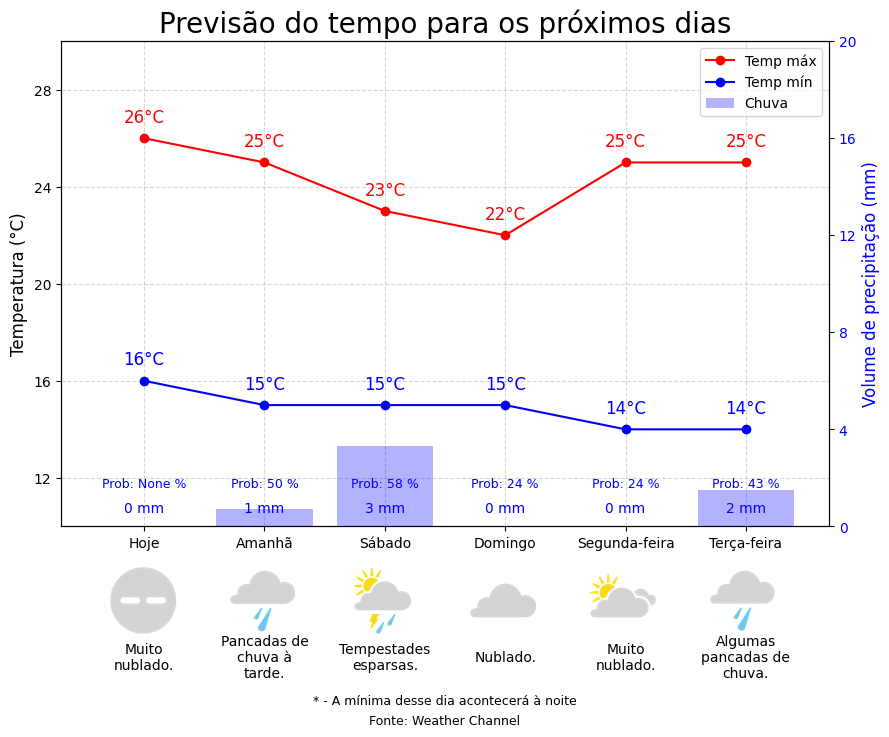 Previsão do tempo para os próximos dias
Temp máx
Temp mín
Chuva
Temperatura (°C)
28
24
20
16
12
Volume de precipitação (mm)
20
16
12
8
4
0
26°C
25°C
23°C
22°C
25°C
25°C
16°C
15°C
15°C
15°C
14°C
14°C
Prob: None %
Prob: 50 %
Prob: 58 %
Prob: 24 %
Prob: 24 %
Prob: 43 %
0 mm
1 mm
3 mm
0 mm
0 mm
2 mm
Hoje
Amanhã
Sábado
Domingo
Segunda-feira
Terça-feira
Muito
nublado.
Pancadas de
chuva à
tarde.
Tempestades
esparsas.
Nublado.
Muito
nublado.
Algumas
pancadas de
chuva.
* - A mínima desse dia acontecerá à noite
Fonte: Weather Channel